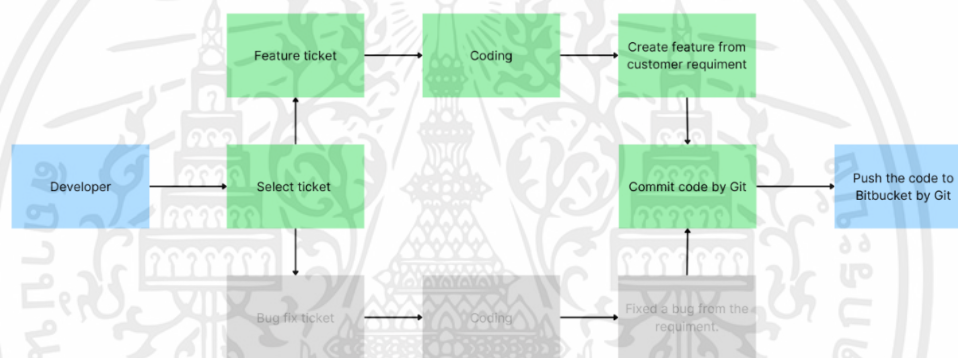 Feature ticket
Coding
Create feature from
customer requiment
Developer
Select ticket
Commit code by Git
Push the code to
Bitbucket by Git
Bug fix ticket
Coding
Fixed a bug from the
requiment.